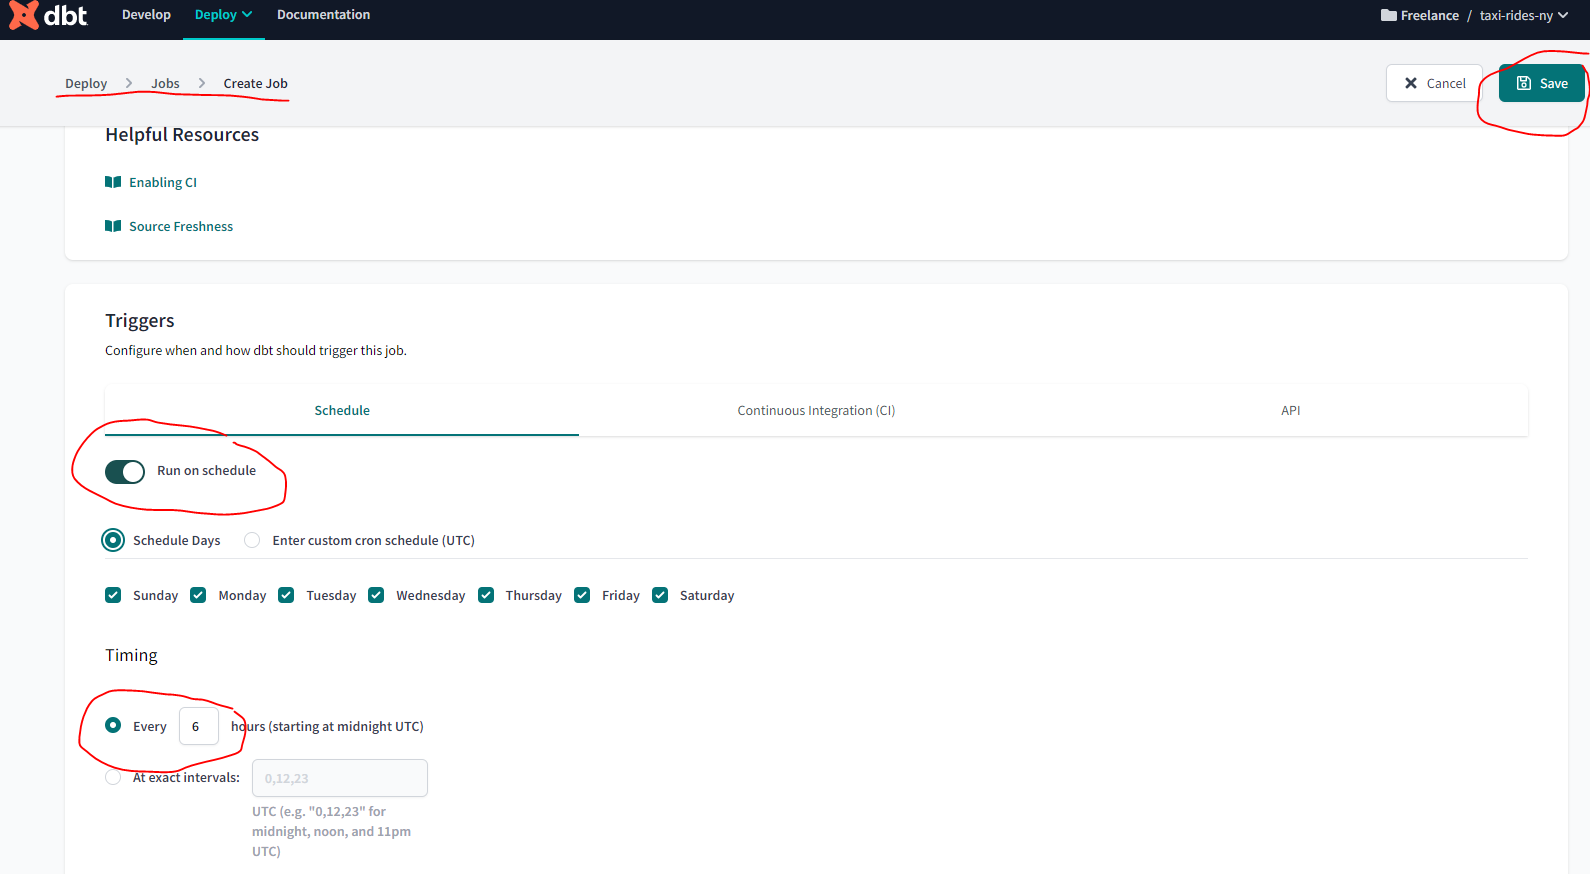 dbt Develop Deploy Documentation Freelance / taxi-rides-ny
Deploy > Jobs > Create Job Cancel Save
Helpful Resources
Enabling CI
Source Freshness
Triggers
Configure when and how dbt should trigger this job.
Schedule Continuous Integration (CI) API
Run on schedule
Schedule Days Enter custom cron schedule (UTC)
Sunday Monday Tuesday Wednesday Thursday Friday Saturday
Timing
Every 6 hours (starting at midnight UTC)
At exact intervals: 0,12,23
UTC (e.g. "0,12,23" for
midnight, noon, and 11pm
UTC)